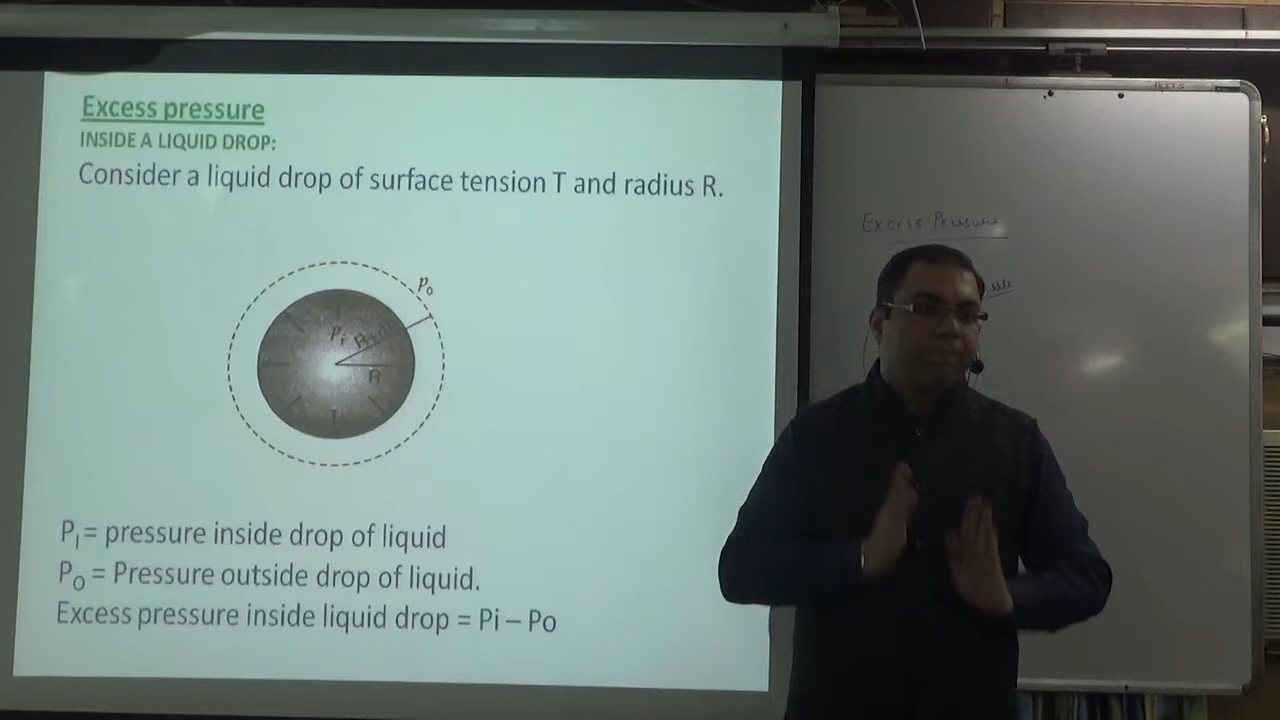 Excess pressure
INSIDE A LIQUID DROP:
Consider a liquid drop of surface tension T and radius R.
Po
Pi
R
PI = pressure inside drop of liquid
PO = Pressure outside drop of liquid.
Excess pressure inside liquid drop = Pi – Po
Excess Pressure